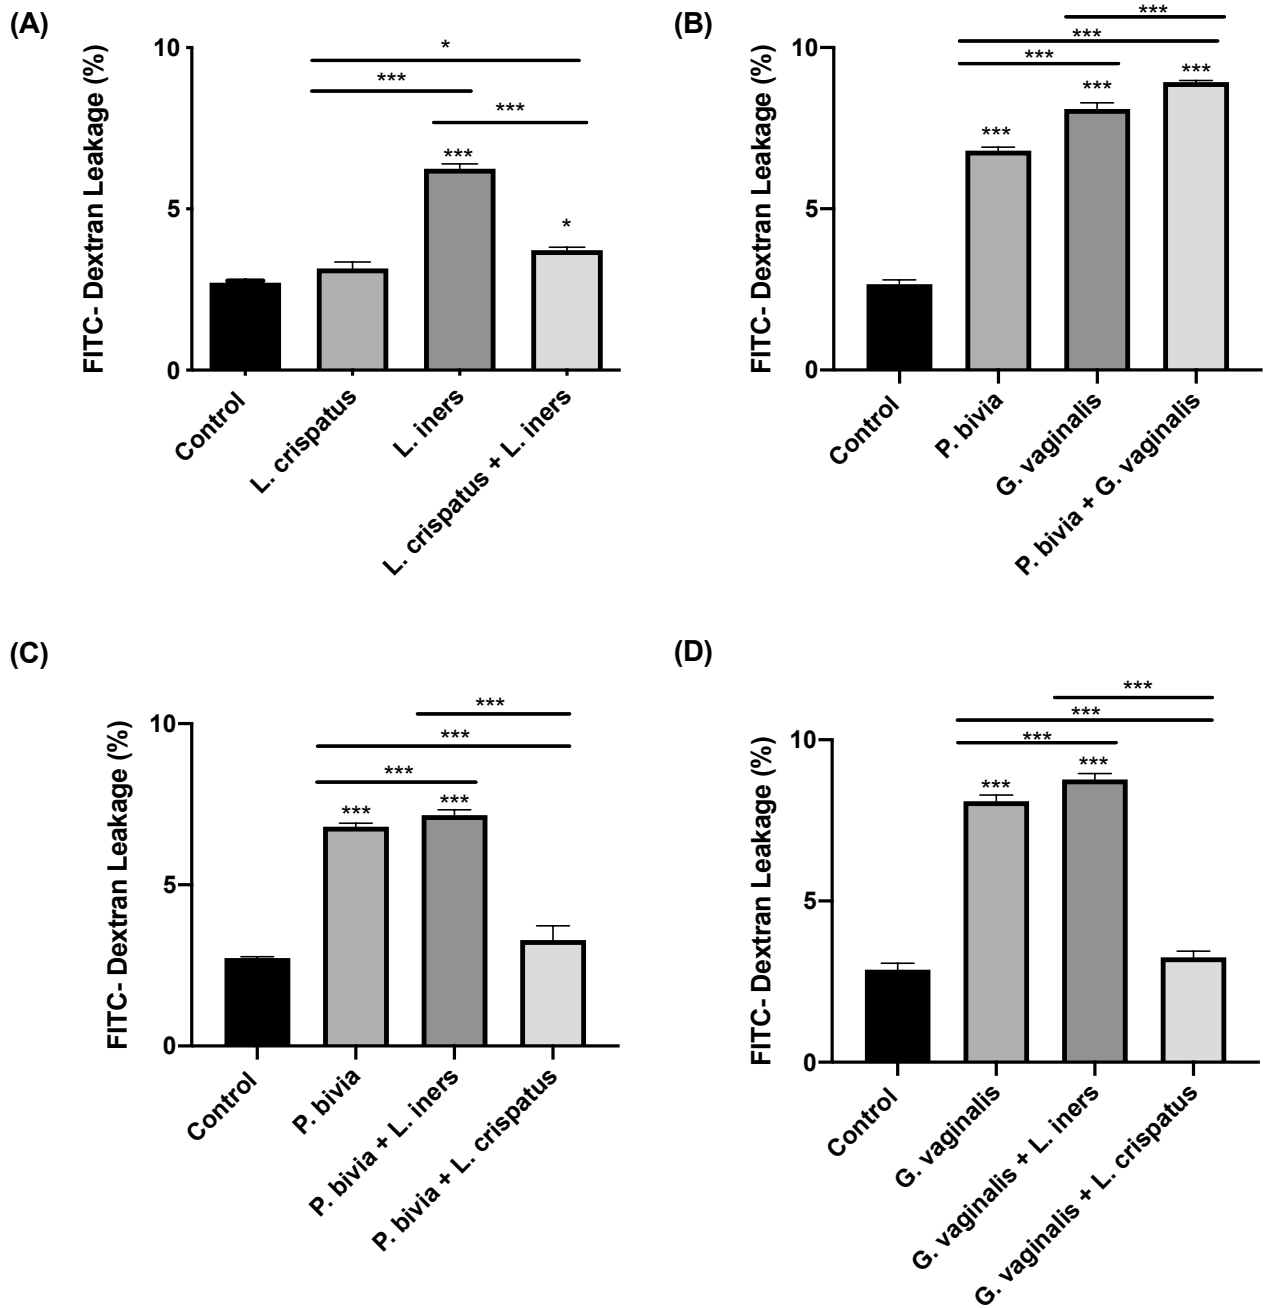 (A)
FITC- Dextran Leakage (%)
10
5
0
*
***
***
***
*
Control
L. crispatus
L. iners
L. crispatus + L. iners
(B)
FITC- Dextran Leakage (%)
10
5
0
***
***
***
***
***
***
Control
P. bivia
G. vaginalis
P. bivia + G. vaginalis
(C)
FITC- Dextran Leakage (%)
10
5
0
***
***
***
***
***
Control
P. bivia
P. bivia + L. iners
P. bivia + L. crispatus
(D)
FITC- Dextran Leakage (%)
10
5
0
***
***
***
***
***
Control
G. vaginalis
G. vaginalis + L. iners
G. vaginalis + L. crispatus